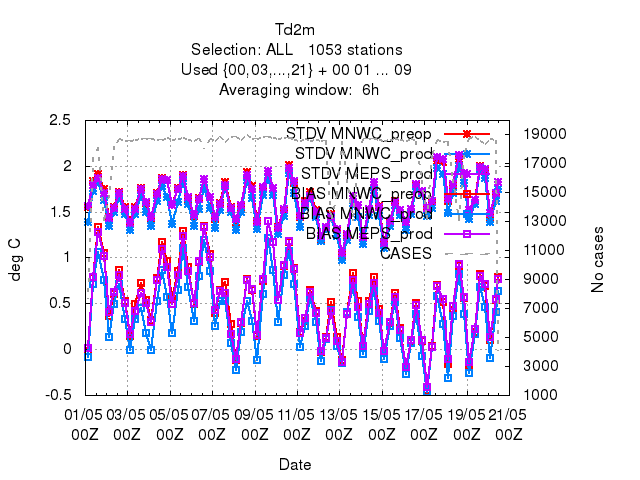 Td2m
Selection: ALL   1053 stations
Used {00,03,...,21} + 00 01 ... 09
Averaging window:  6h
STDV MNWC_preop
STDV MNWC_prod
STDV MEPS_prod
BIAS MNWC_preop
BIAS MNWC_prod
BIAS MEPS_prod
CASES
deg C
2.5
2
1.5
1
0.5
0
-0.5
No cases
19000
17000
15000
13000
11000
9000
7000
5000
3000
1000
01/05 03/05 05/05 07/05 09/05 11/05 13/05 15/05 17/05 19/05 21/05
00Z 00Z 00Z 00Z 00Z 00Z 00Z 00Z 00Z 00Z 00Z
Date